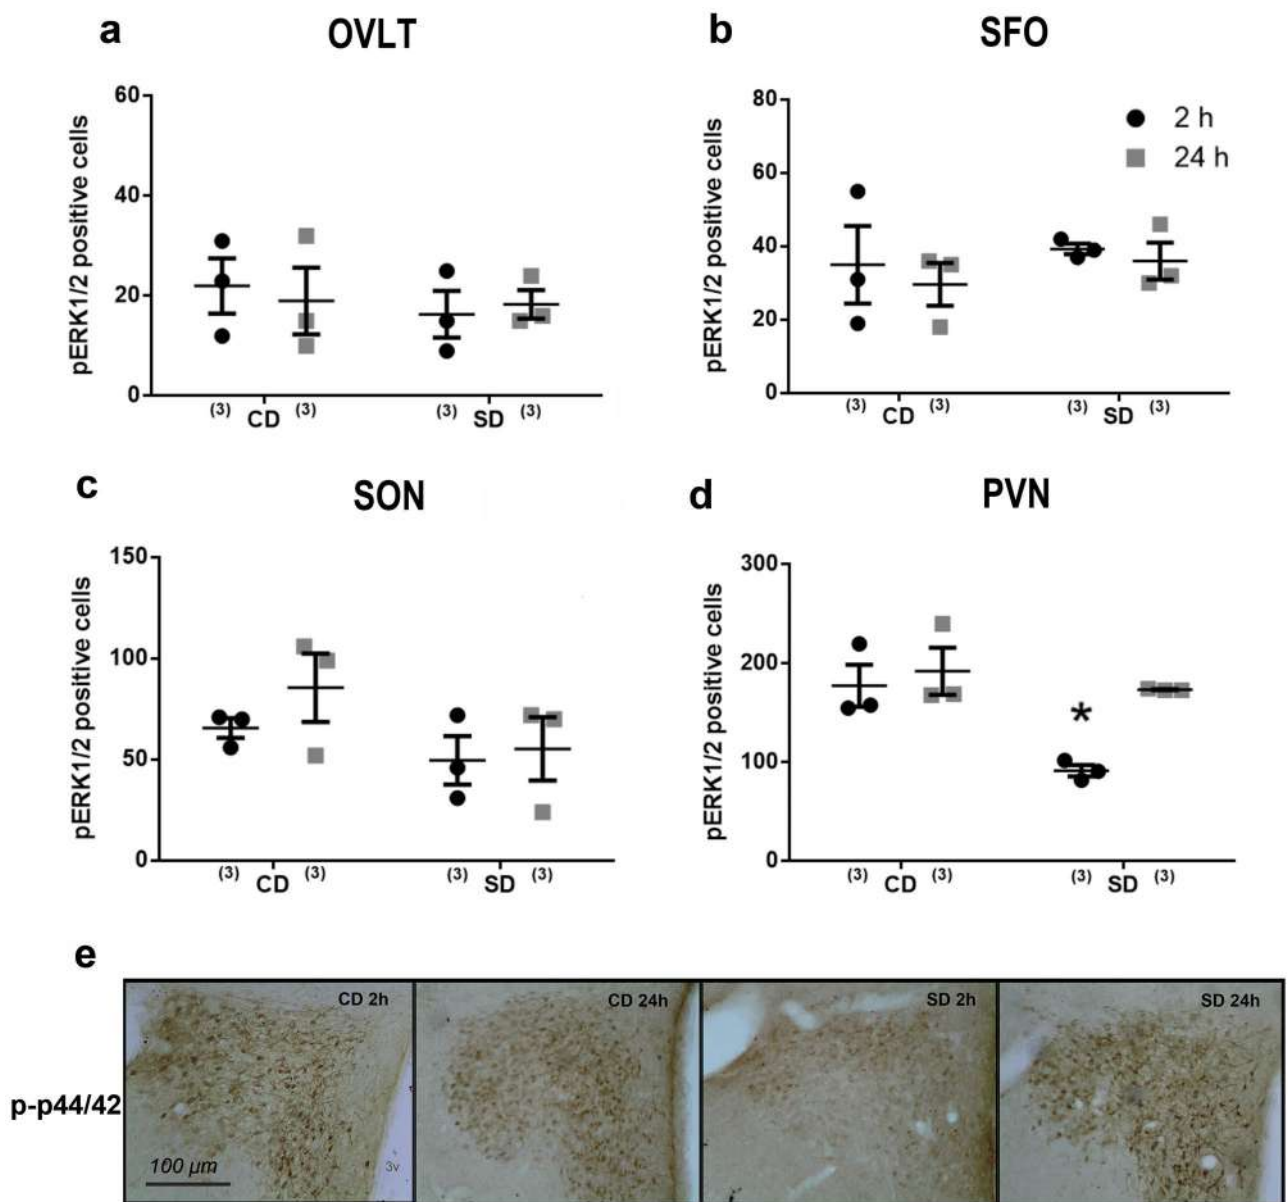 a
OVLT
pERK1/2 positive cells
60
40
20
0
(3) (3) (3) (3)
CD SD
b
SFO
pERK1/2 positive cells
80
60
40
20
0
2 h
24 h
(3) (3) (3) (3)
CD SD
c
SON
pERK1/2 positive cells
150
100
50
0
(3) (3) (3) (3)
CD SD
d
PVN
pERK1/2 positive cells
300
200
100
0
*
(3) (3) (3) (3)
CD SD
e
p-p44/42
CD 2h
CD 24h
SD 2h
SD 24h
100 µm
3v